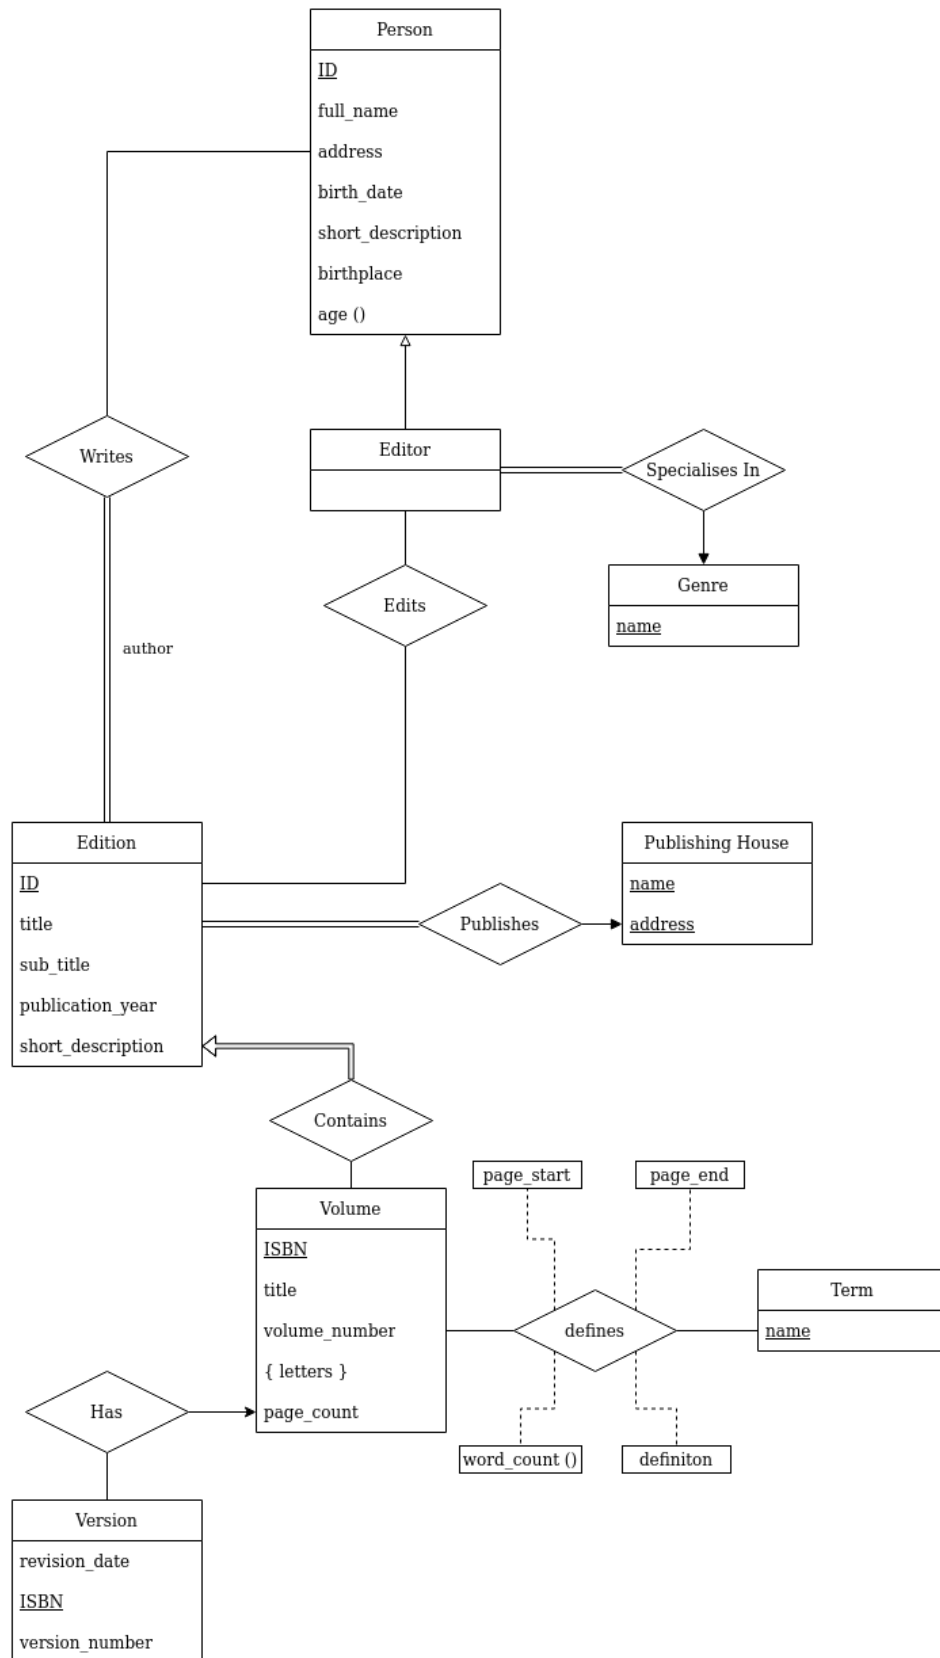 Person
ID
full_name
address
birth_date
short_description
birthplace
age ()
Writes
Editor
Specialises In
Genre
name
Edits
author
Edition
ID
title
sub_title
publication_year
short_description
Publishes
Publishing House
name
address
Contains
page_start
page_end
Volume
ISBN
title
volume_number
{ letters }
page_count
defines
Term
name
word_count ()
definiton
Has
Version
revision_date
ISBN
version_number